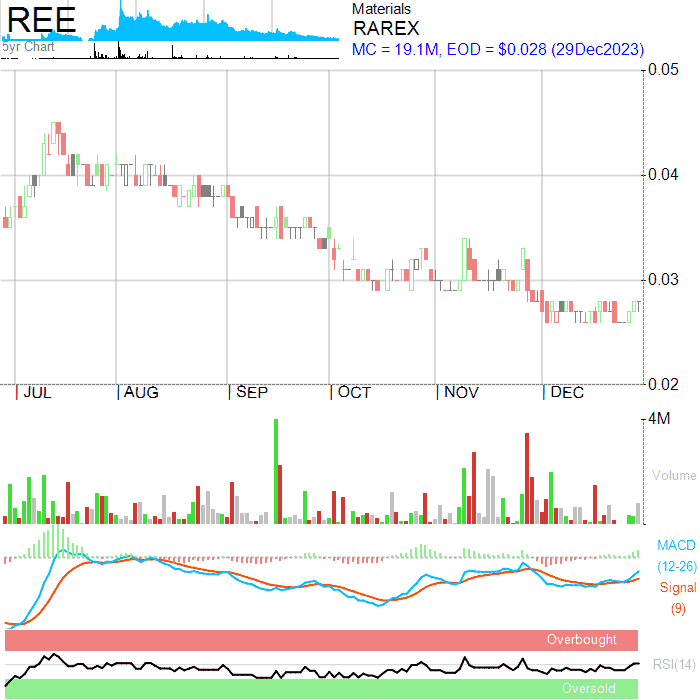 REE
5yr Chart
Materials
RAREX
MC = 19.1M, EOD = $0.028 (29Dec2023)
0.05
0.04
0.03
0.02
JUL AUG SEP OCT NOV DEC
4M
Volume
MACD
(12-26)
Signal
(9)
Overbought
RSI(14)
Oversold